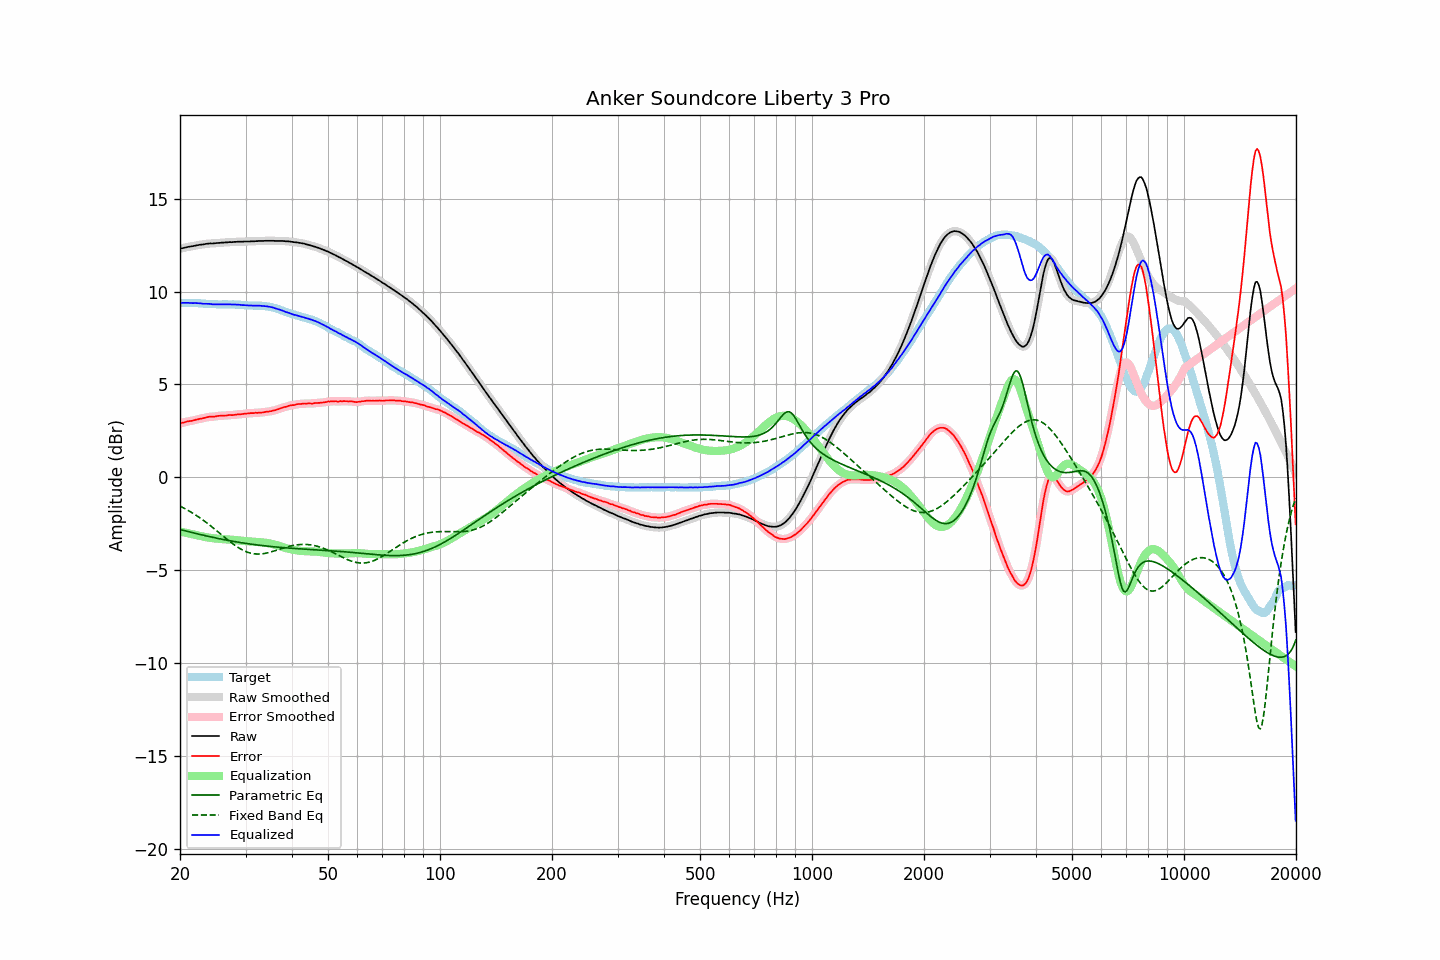 Anker Soundcore Liberty 3 Pro
Amplitude (dBr)
15
10
5
0
−5
−10
−15
−20
Target
Raw Smoothed
Error Smoothed
Raw
Error
Equalization
Parametric Eq
Fixed Band Eq
Equalized
20 50 100 200 500 1000 2000 5000 10000 20000
Frequency (Hz)